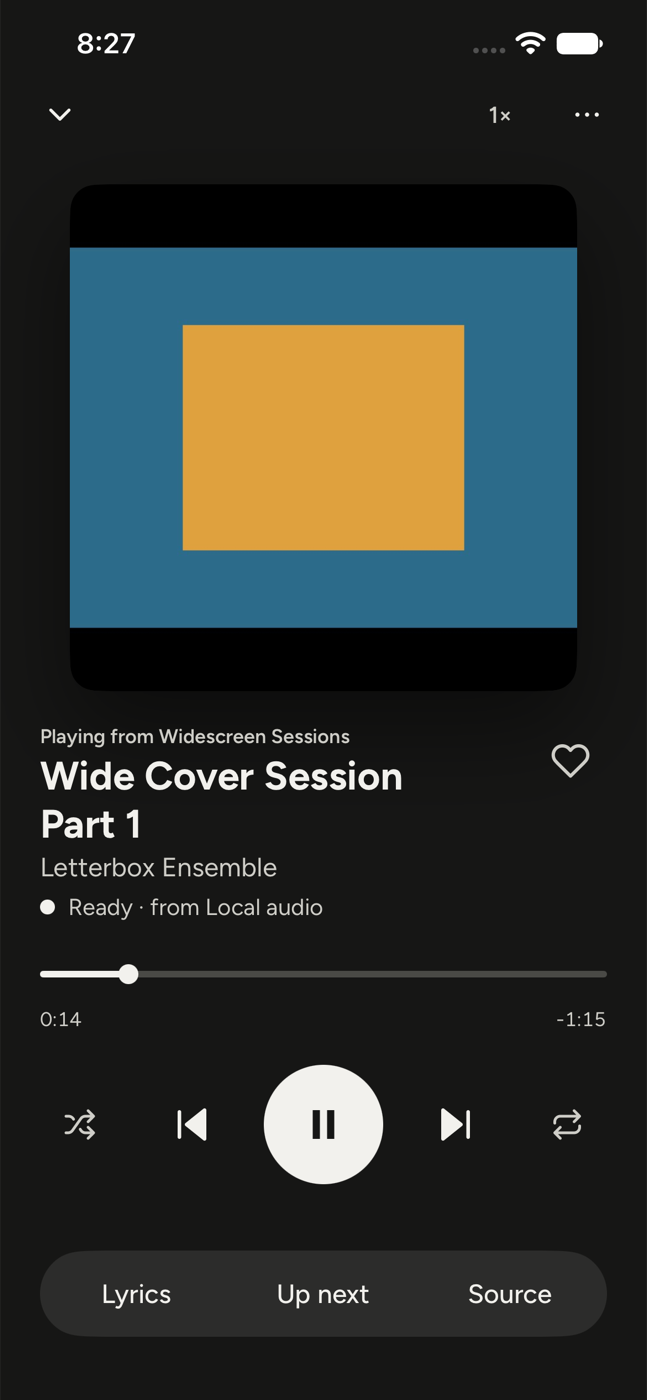 8:27
1×
Playing from Widescreen Sessions
Wide Cover Session
Part 1
Letterbox Ensemble
Ready · from Local audio
0:14
-1:15
Lyrics
Up next
Source